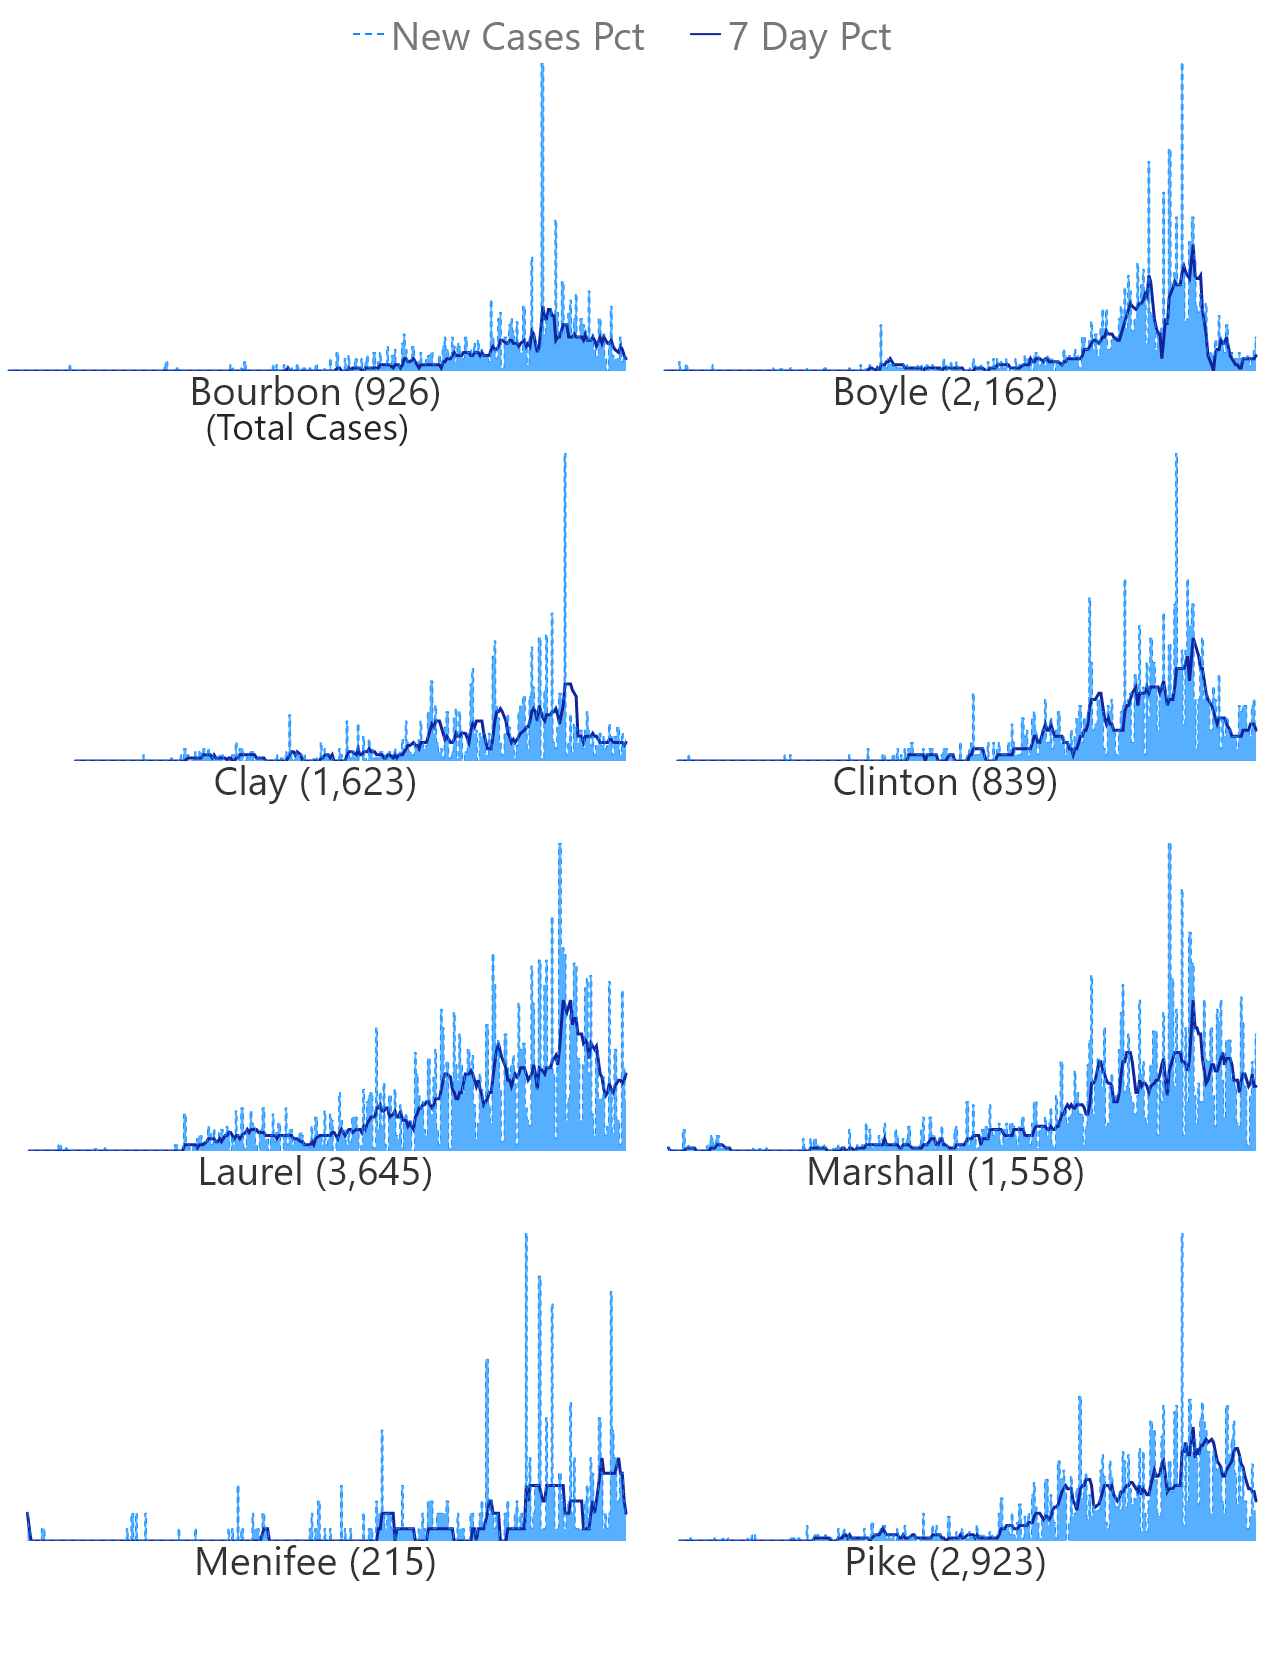 New Cases Pct 7 Day Pct
Bourbon (926) Boyle (2,162)
(Total Cases)
Clay (1,623) Clinton (839)
Laurel (3,645) Marshall (1,558)
Menifee (215) Pike (2,923)